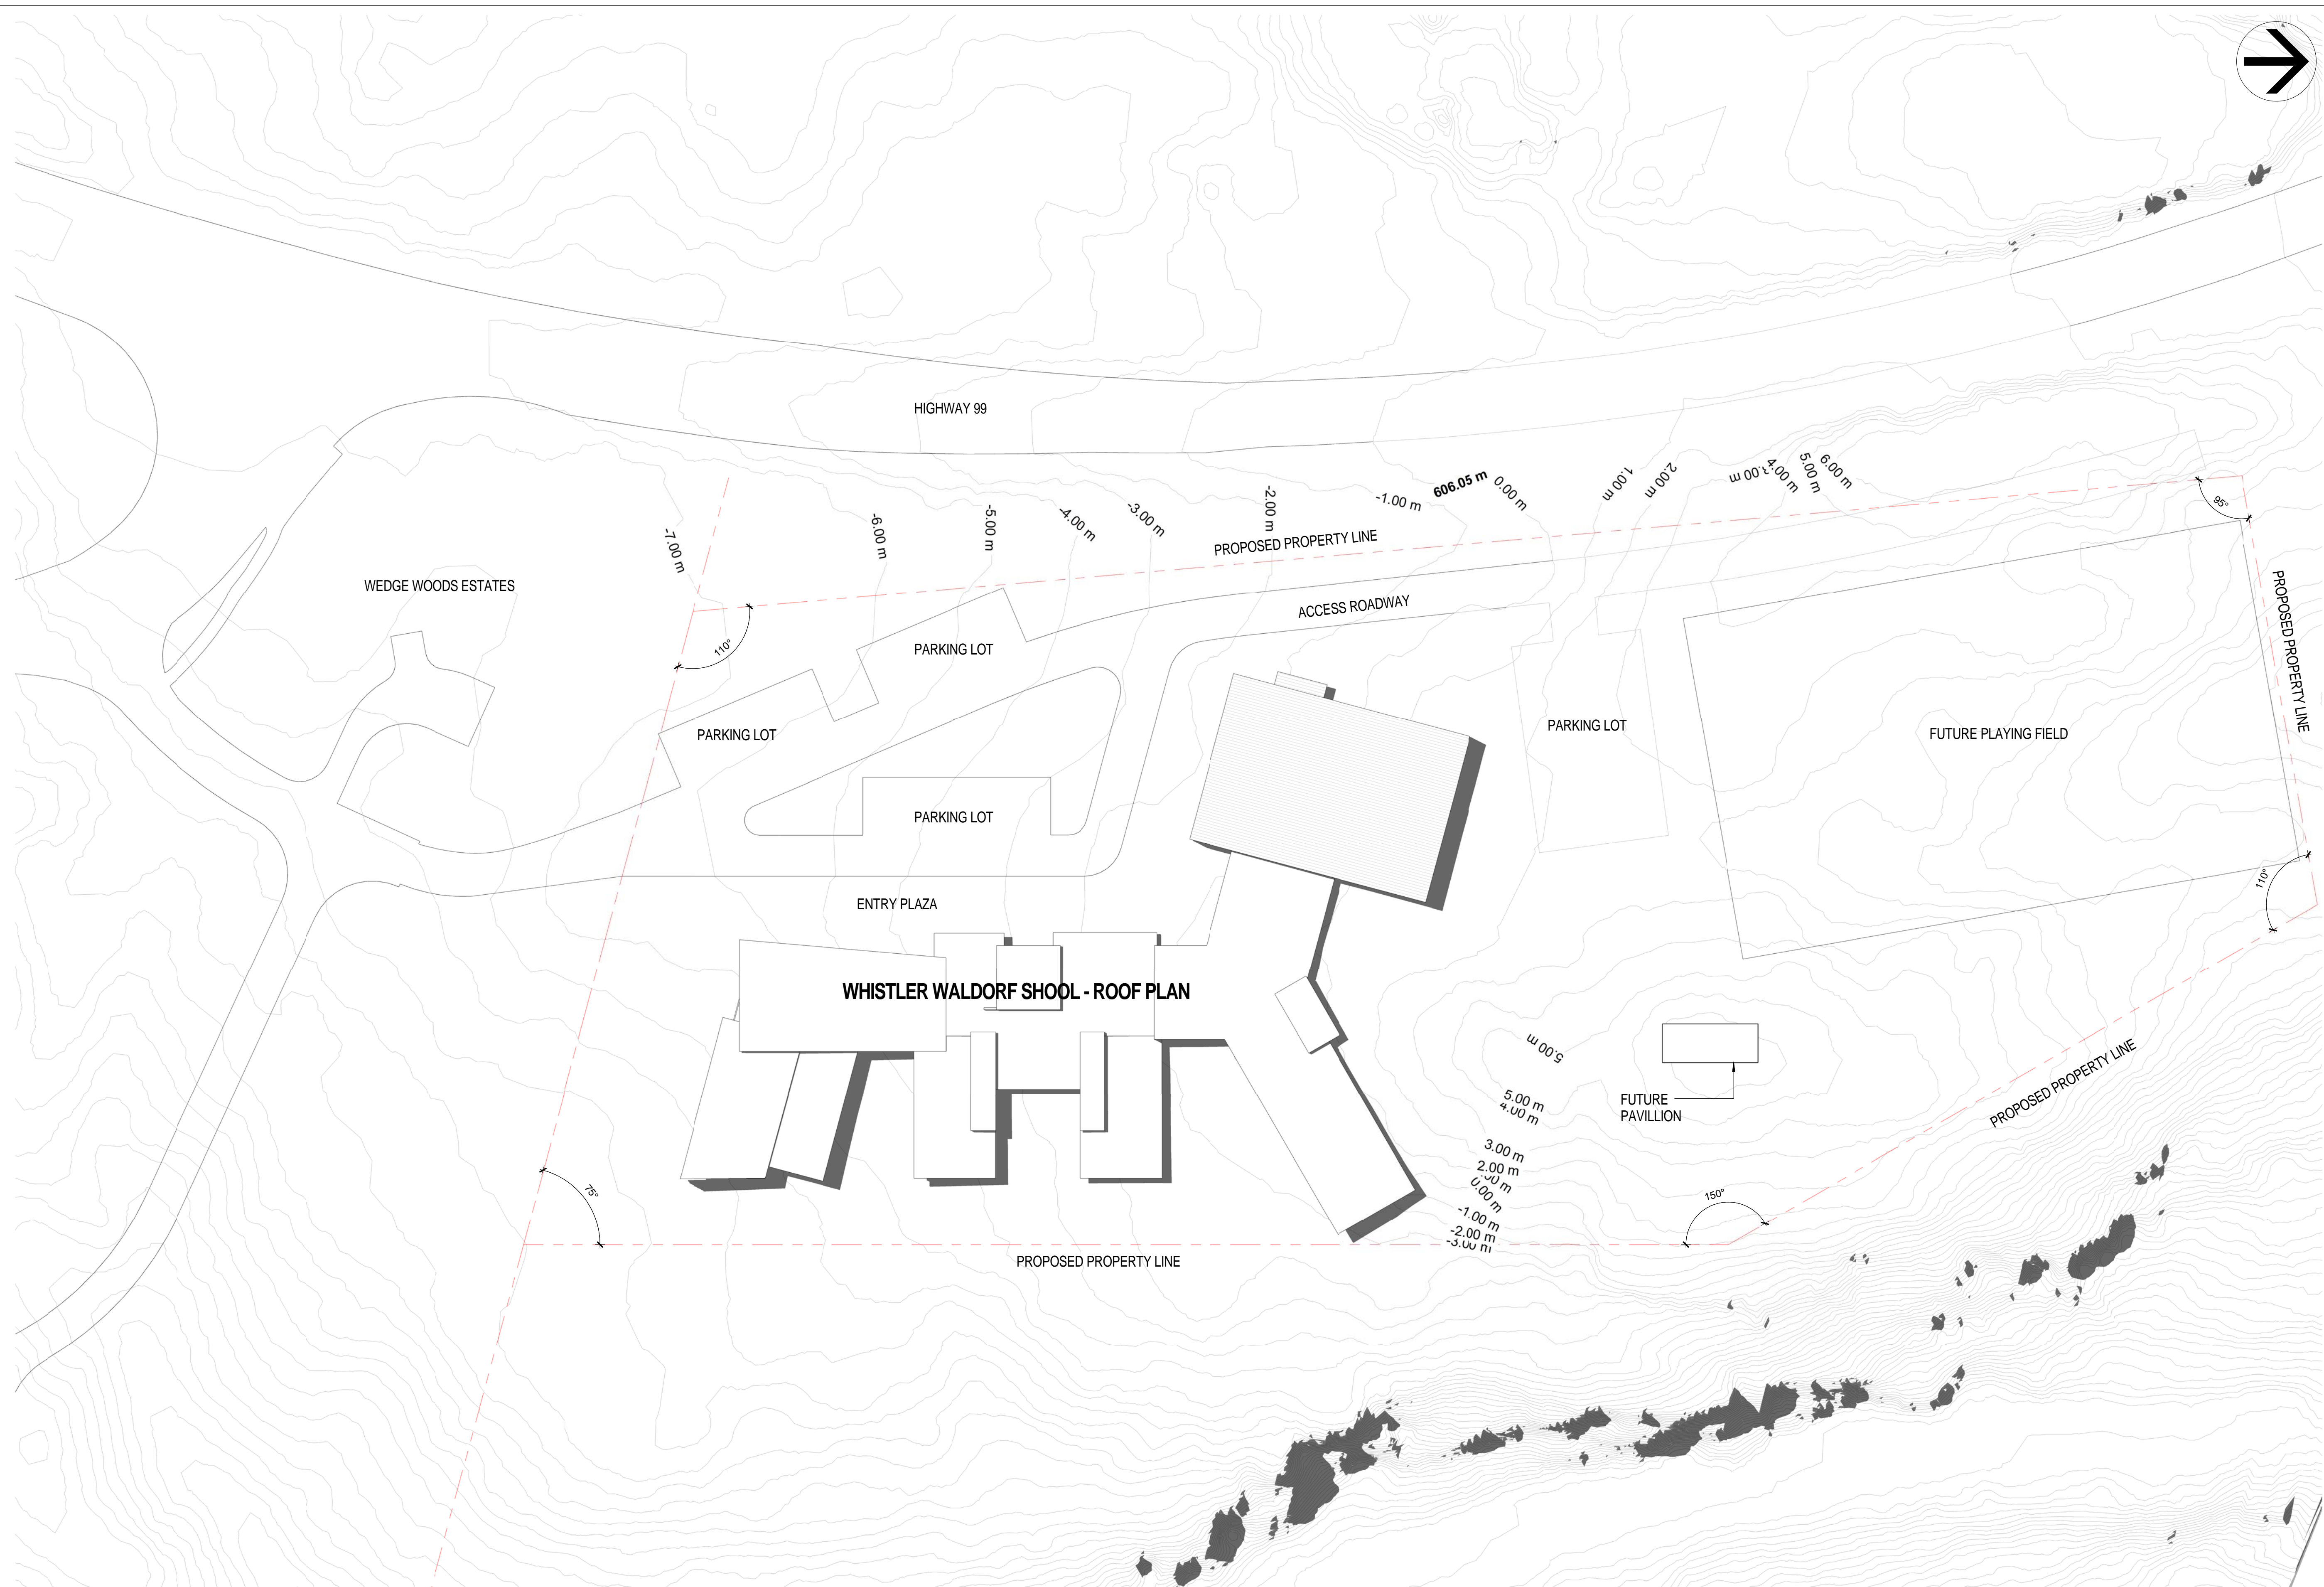 HIGHWAY 99
-7.00 m
-6.00 m
-5.00 m
-4.00 m
-3.00 m
-2.00 m
-1.00 m
606.05 m
0.00 m
1.00 m
2.00 m
3.00 m
4.00 m
5.00 m
6.00 m
95°
PROPOSED PROPERTY LINE
PROPOSED PROPERTY LINE
WEDGE WOODS ESTATES
ACCESS ROADWAY
110°
PARKING LOT
PARKING LOT
PARKING LOT
FUTURE PLAYING FIELD
PARKING LOT
110°
ENTRY PLAZA
WHISTLER WALDORF SHOOL - ROOF PLAN
5.00 m
5.00 m
4.00 m
FUTURE
PAVILLION
PROPOSED PROPERTY LINE
3.00 m
2.00 m
0.00 m
-1.00 m
-2.00 m
-3.00 m
75°
150°
PROPOSED PROPERTY LINE